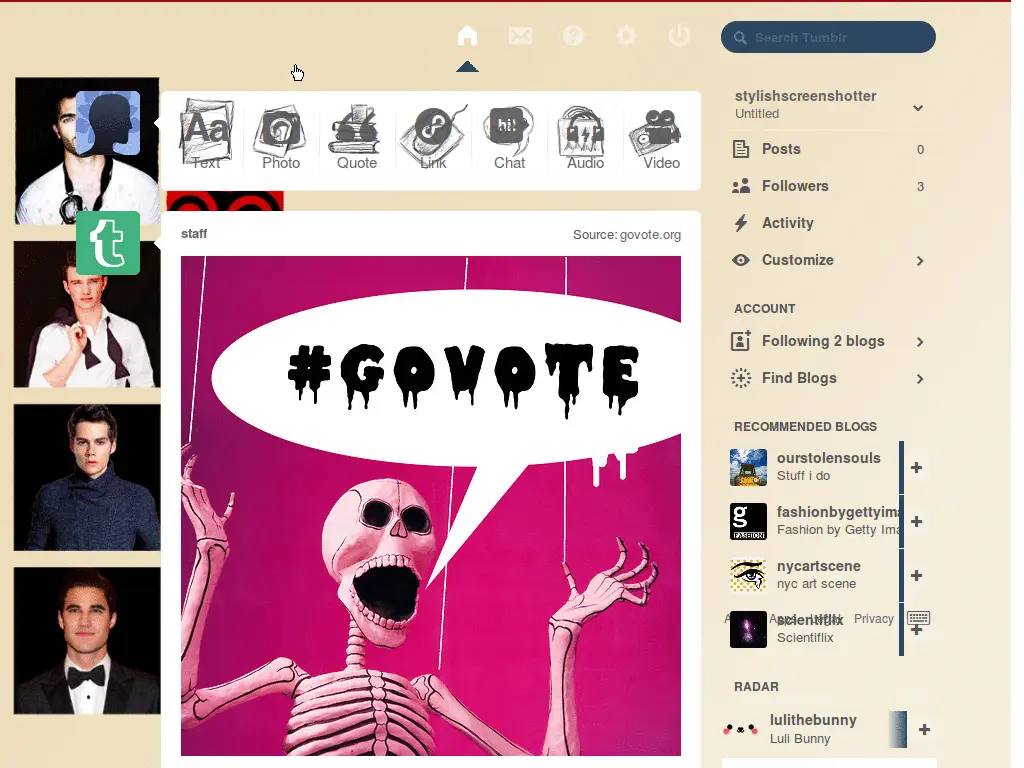 Search Tumblr
stylishscreenshotter
Untitled
Aa
hi!
Text
Photo
Quote
Link
Chat
Audio
Video
Posts 0
Followers 3
Activity
Customize
t
staff
Source: govote.org
#GOVOTE
ACCOUNT
Following 2 blogs
Find Blogs
RECOMMENDED BLOGS
ourstolensouls
Stuff i do
g
FASHION
fashionbygettyima
Fashion by Getty Ima
nycartscene
nyc art scene
scientiflix
Privacy
Scientiflix
RADAR
lulithebunny
Luli Bunny